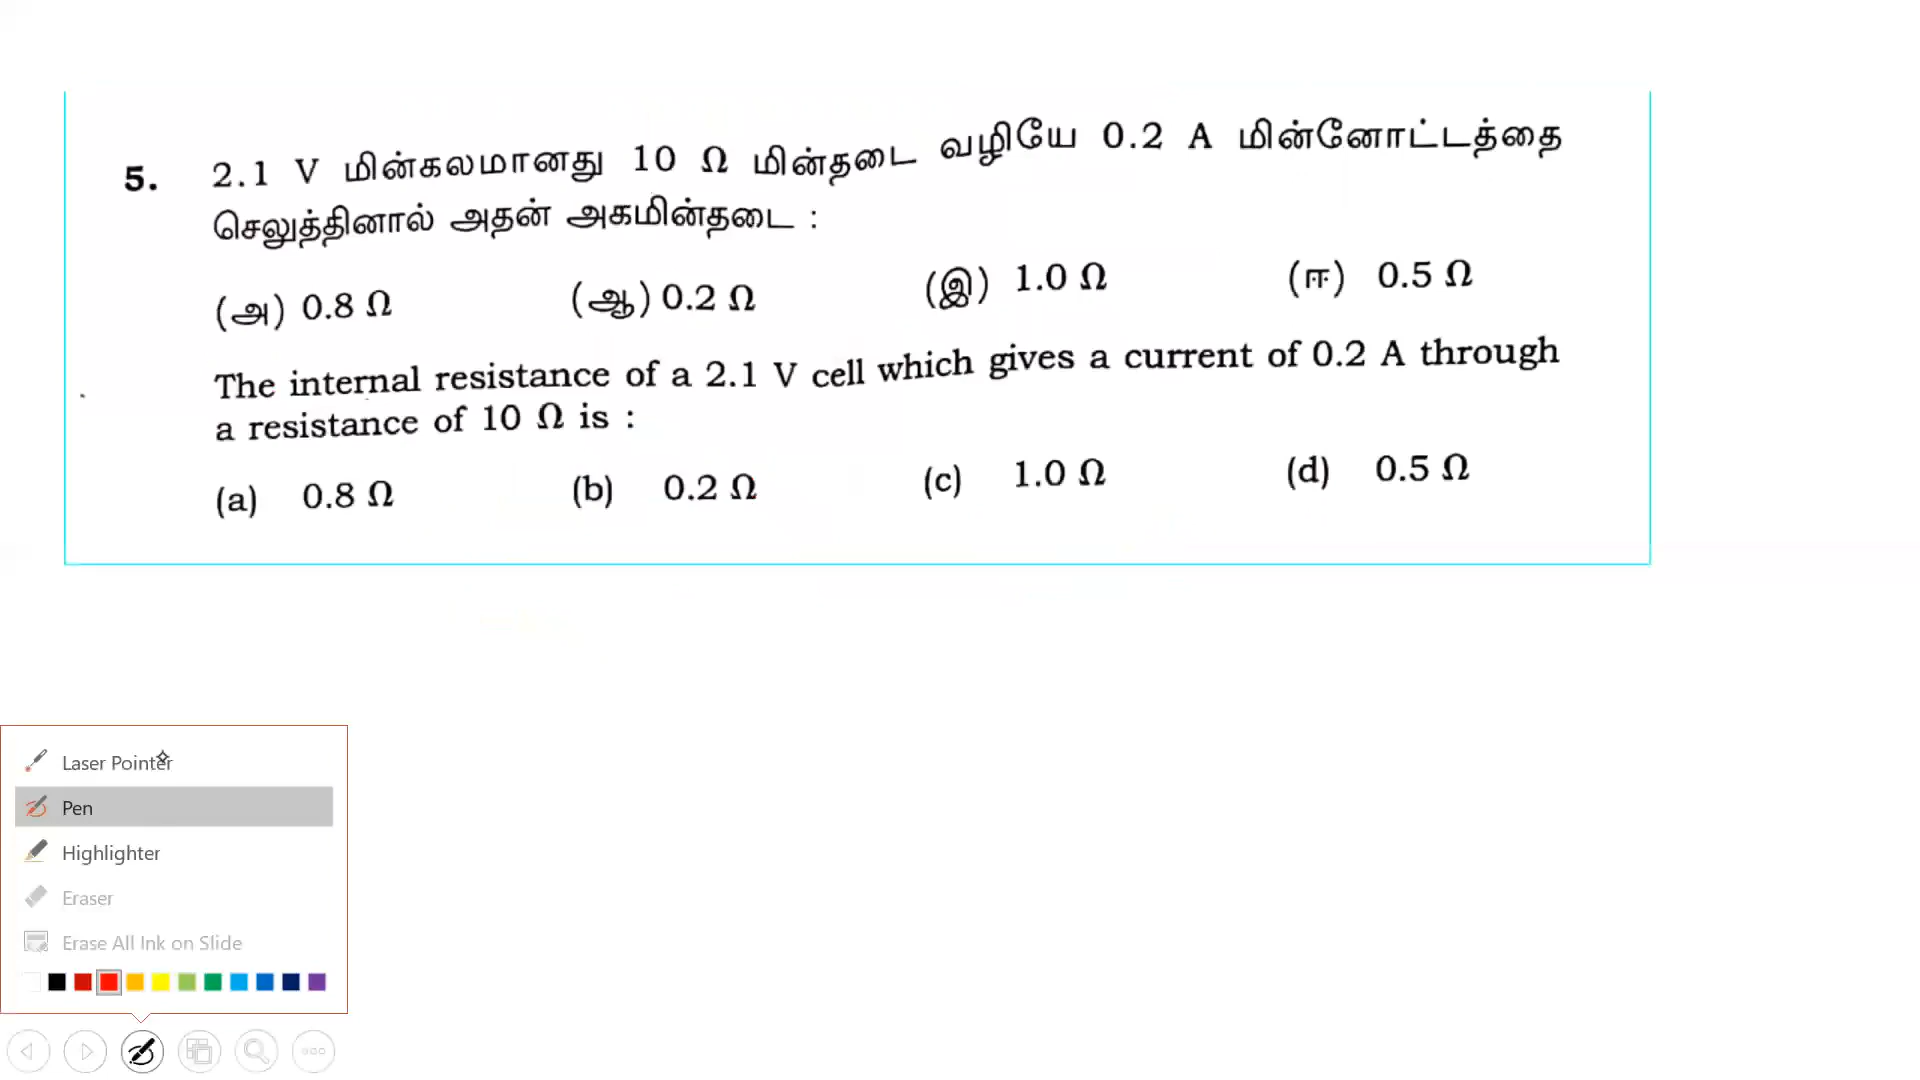 5. 2.1 V மின்கலமானது 10 Ω மின்தடை வழியே 0.2 A மின்னோட்டத்தை
செலுத்தினால் அதன் அகமின்தடை :
(அ) 0.8 Ω (ஆ) 0.2 Ω (இ) 1.0 Ω (ஈ) 0.5 Ω
The internal resistance of a 2.1 V cell which gives a current of 0.2 A through
a resistance of 10 Ω is :
(a) 0.8 Ω (b) 0.2 Ω (c) 1.0 Ω (d) 0.5 Ω
Laser Pointer
Pen
Highlighter
Eraser
Erase All Ink on Slide